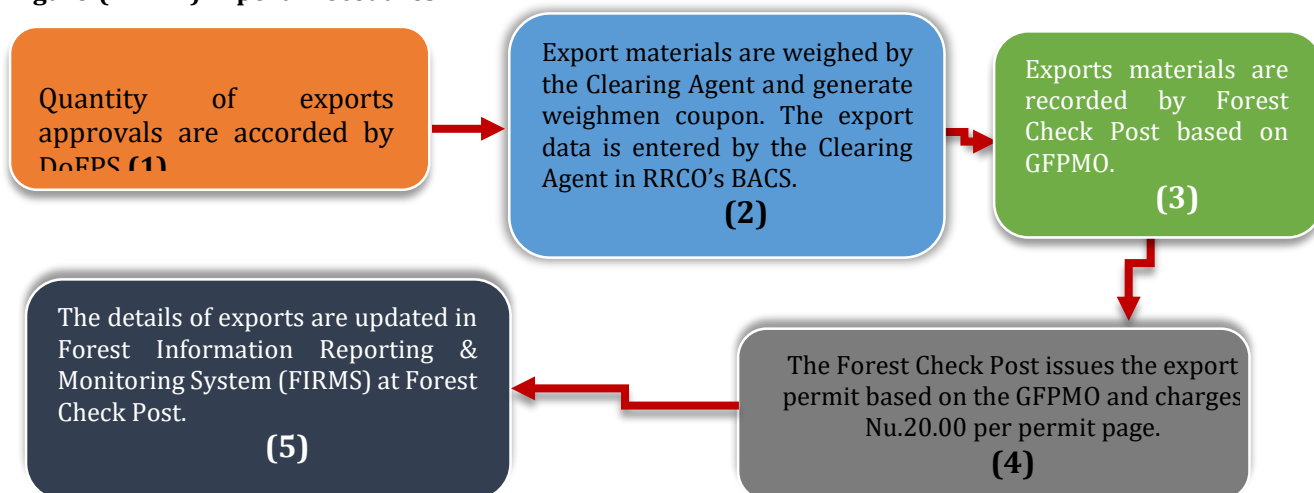 Quantity of exports
approvals are accorded by
DoFPS (1)
Export materials are weighed by
the Clearing Agent and generate
weighmen coupon. The export
data is entered by the Clearing
Agent in RRCO's BACS.
(2)
Exports materials are
recorded by Forest
Check Post based on
GFPMO.
(3)
The Forest Check Post issues the export
permit based on the GFPMO and charges
Nu.20.00 per permit page.
(4)
The details of exports are updated in
Forest Information Reporting &
Monitoring System (FIRMS) at Forest
Check Post.
(5)